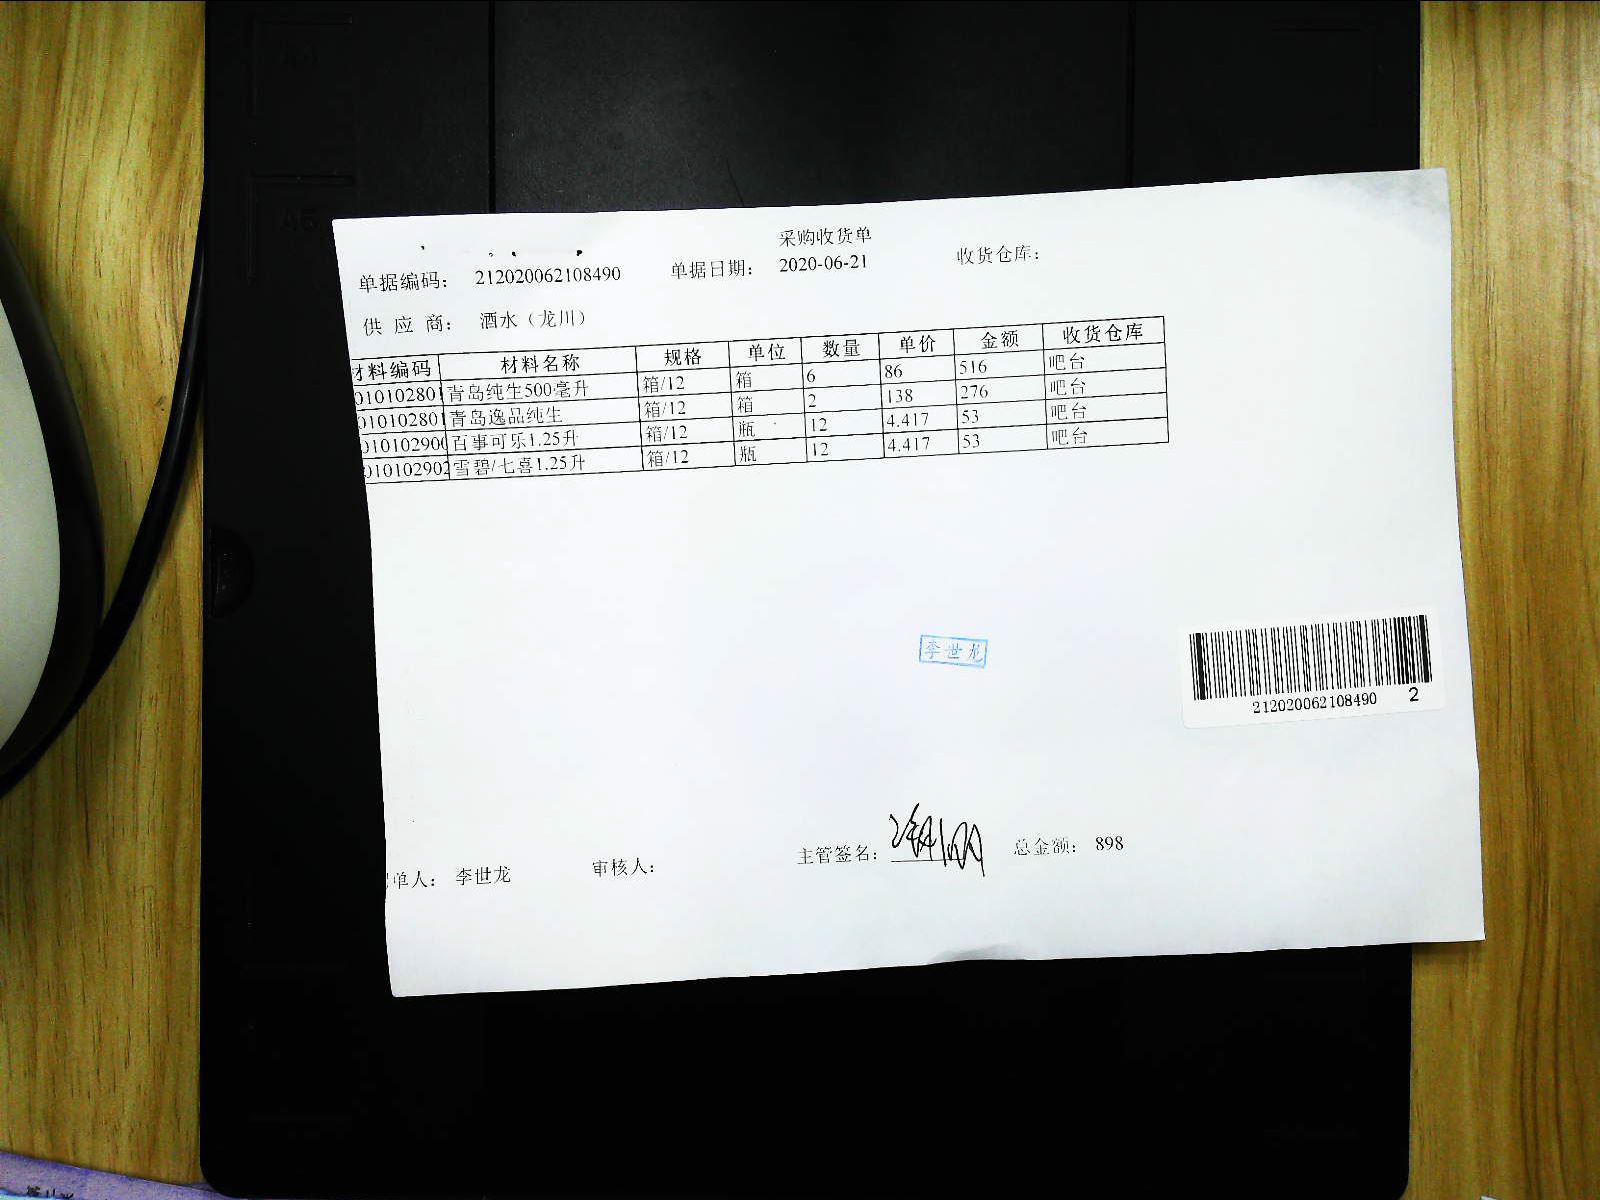 采购收货单
单据编码： 212020062108490 单据日期： 2020-06-21 收货仓库：
供 应 商： 酒水（龙川）
材料编码 材料名称 规格 单位 数量 单价 金额 收货仓库
010102801 青岛纯生500毫升 箱/12 箱 6 86 516 吧台
010102801 青岛逸品纯生 箱/12 箱 2 138 276 吧台
01010290 百事可乐1.25升 箱/12 瓶 12 4.417 53 吧台
010102902 雪碧/七喜1.25升 箱/12 瓶 12 4.417 53 吧台
李世龙
212020062108490 2
单人： 李世龙 审核人： 主管签名： 总金额： 898